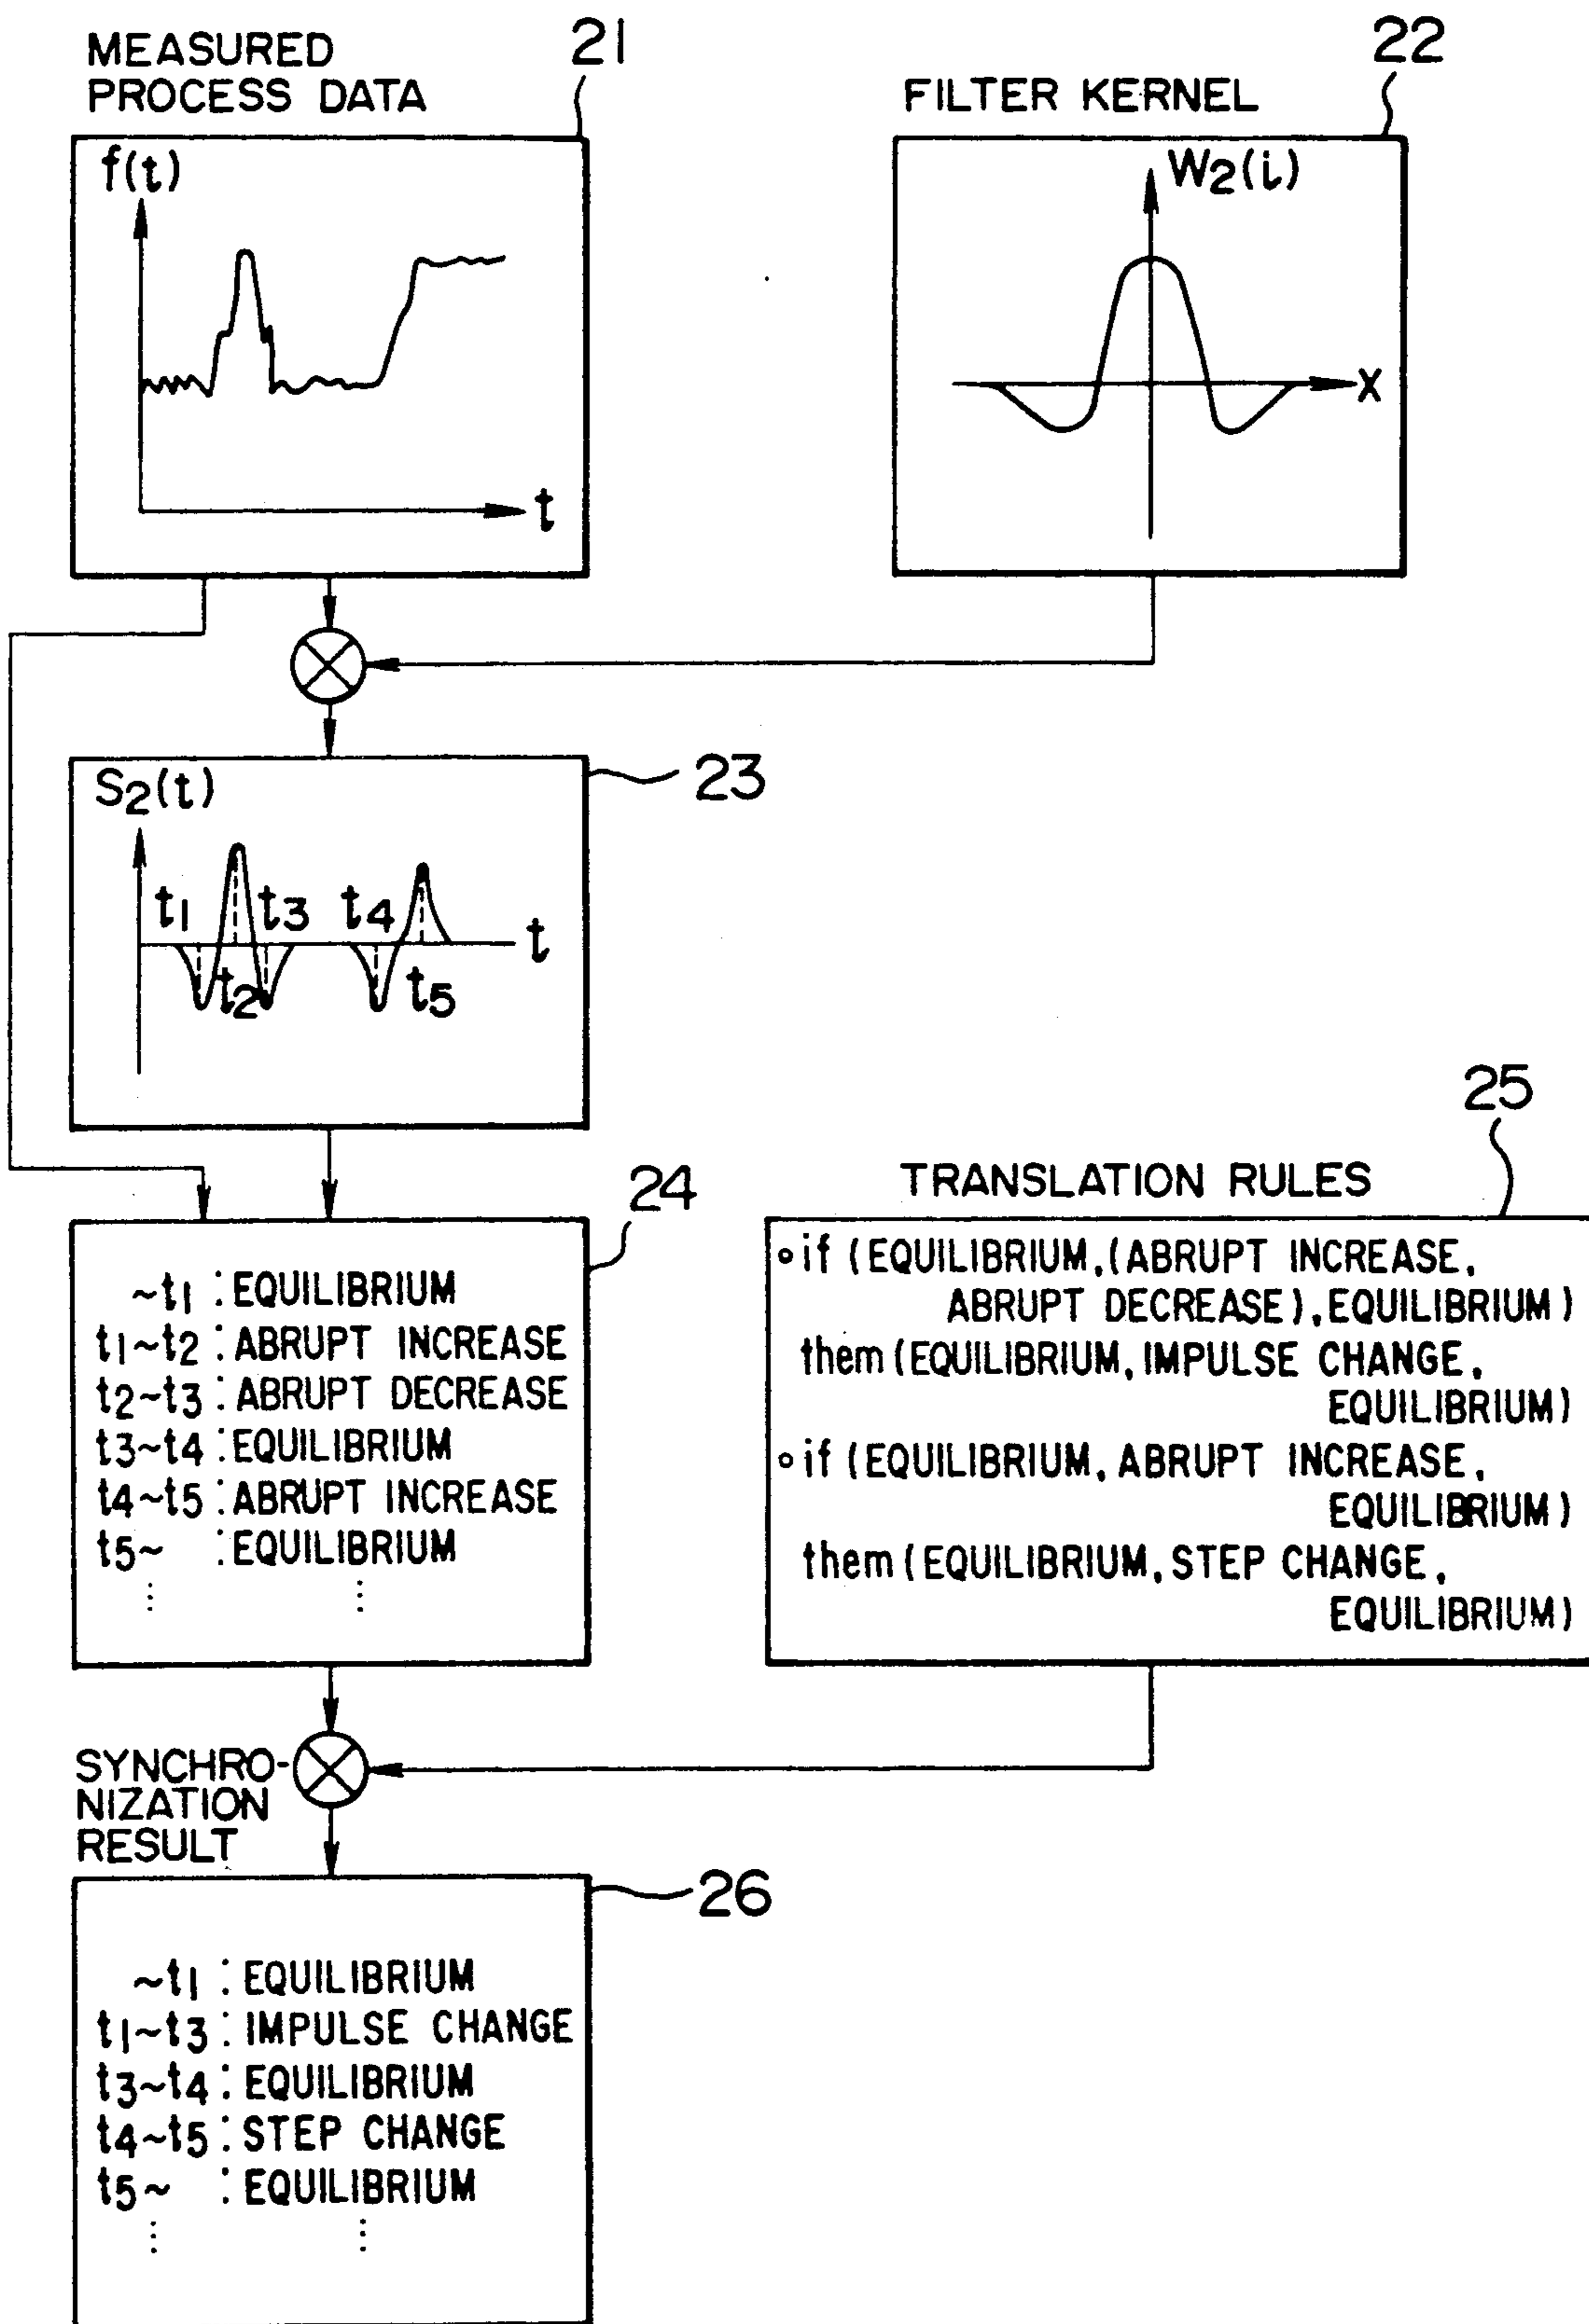 MEASURED
PROCESS DATA
21
f(t)
t
FILTER KERNEL
22
W2(i)
X
S2(t)
23
t1
t3
t4
t
t2
t5
24
~t1 : EQUILIBRIUM
t1~t2 : ABRUPT INCREASE
t2~t3 : ABRUPT DECREASE
t3~t4 : EQUILIBRIUM
t4~t5 : ABRUPT INCREASE
t5~ : EQUILIBRIUM
25
TRANSLATION RULES
∘ if (EQUILIBRIUM, (ABRUPT INCREASE,
ABRUPT DECREASE), EQUILIBRIUM)
them (EQUILIBRIUM, IMPULSE CHANGE,
EQUILIBRIUM)
∘ if (EQUILIBRIUM, ABRUPT INCREASE,
EQUILIBRIUM)
them (EQUILIBRIUM, STEP CHANGE,
EQUILIBRIUM)
SYNCHRO-
NIZATION
RESULT
26
~t1 : EQUILIBRIUM
t1~t3 : IMPULSE CHANGE
t3~t4 : EQUILIBRIUM
t4~t5 : STEP CHANGE
t5~ : EQUILIBRIUM